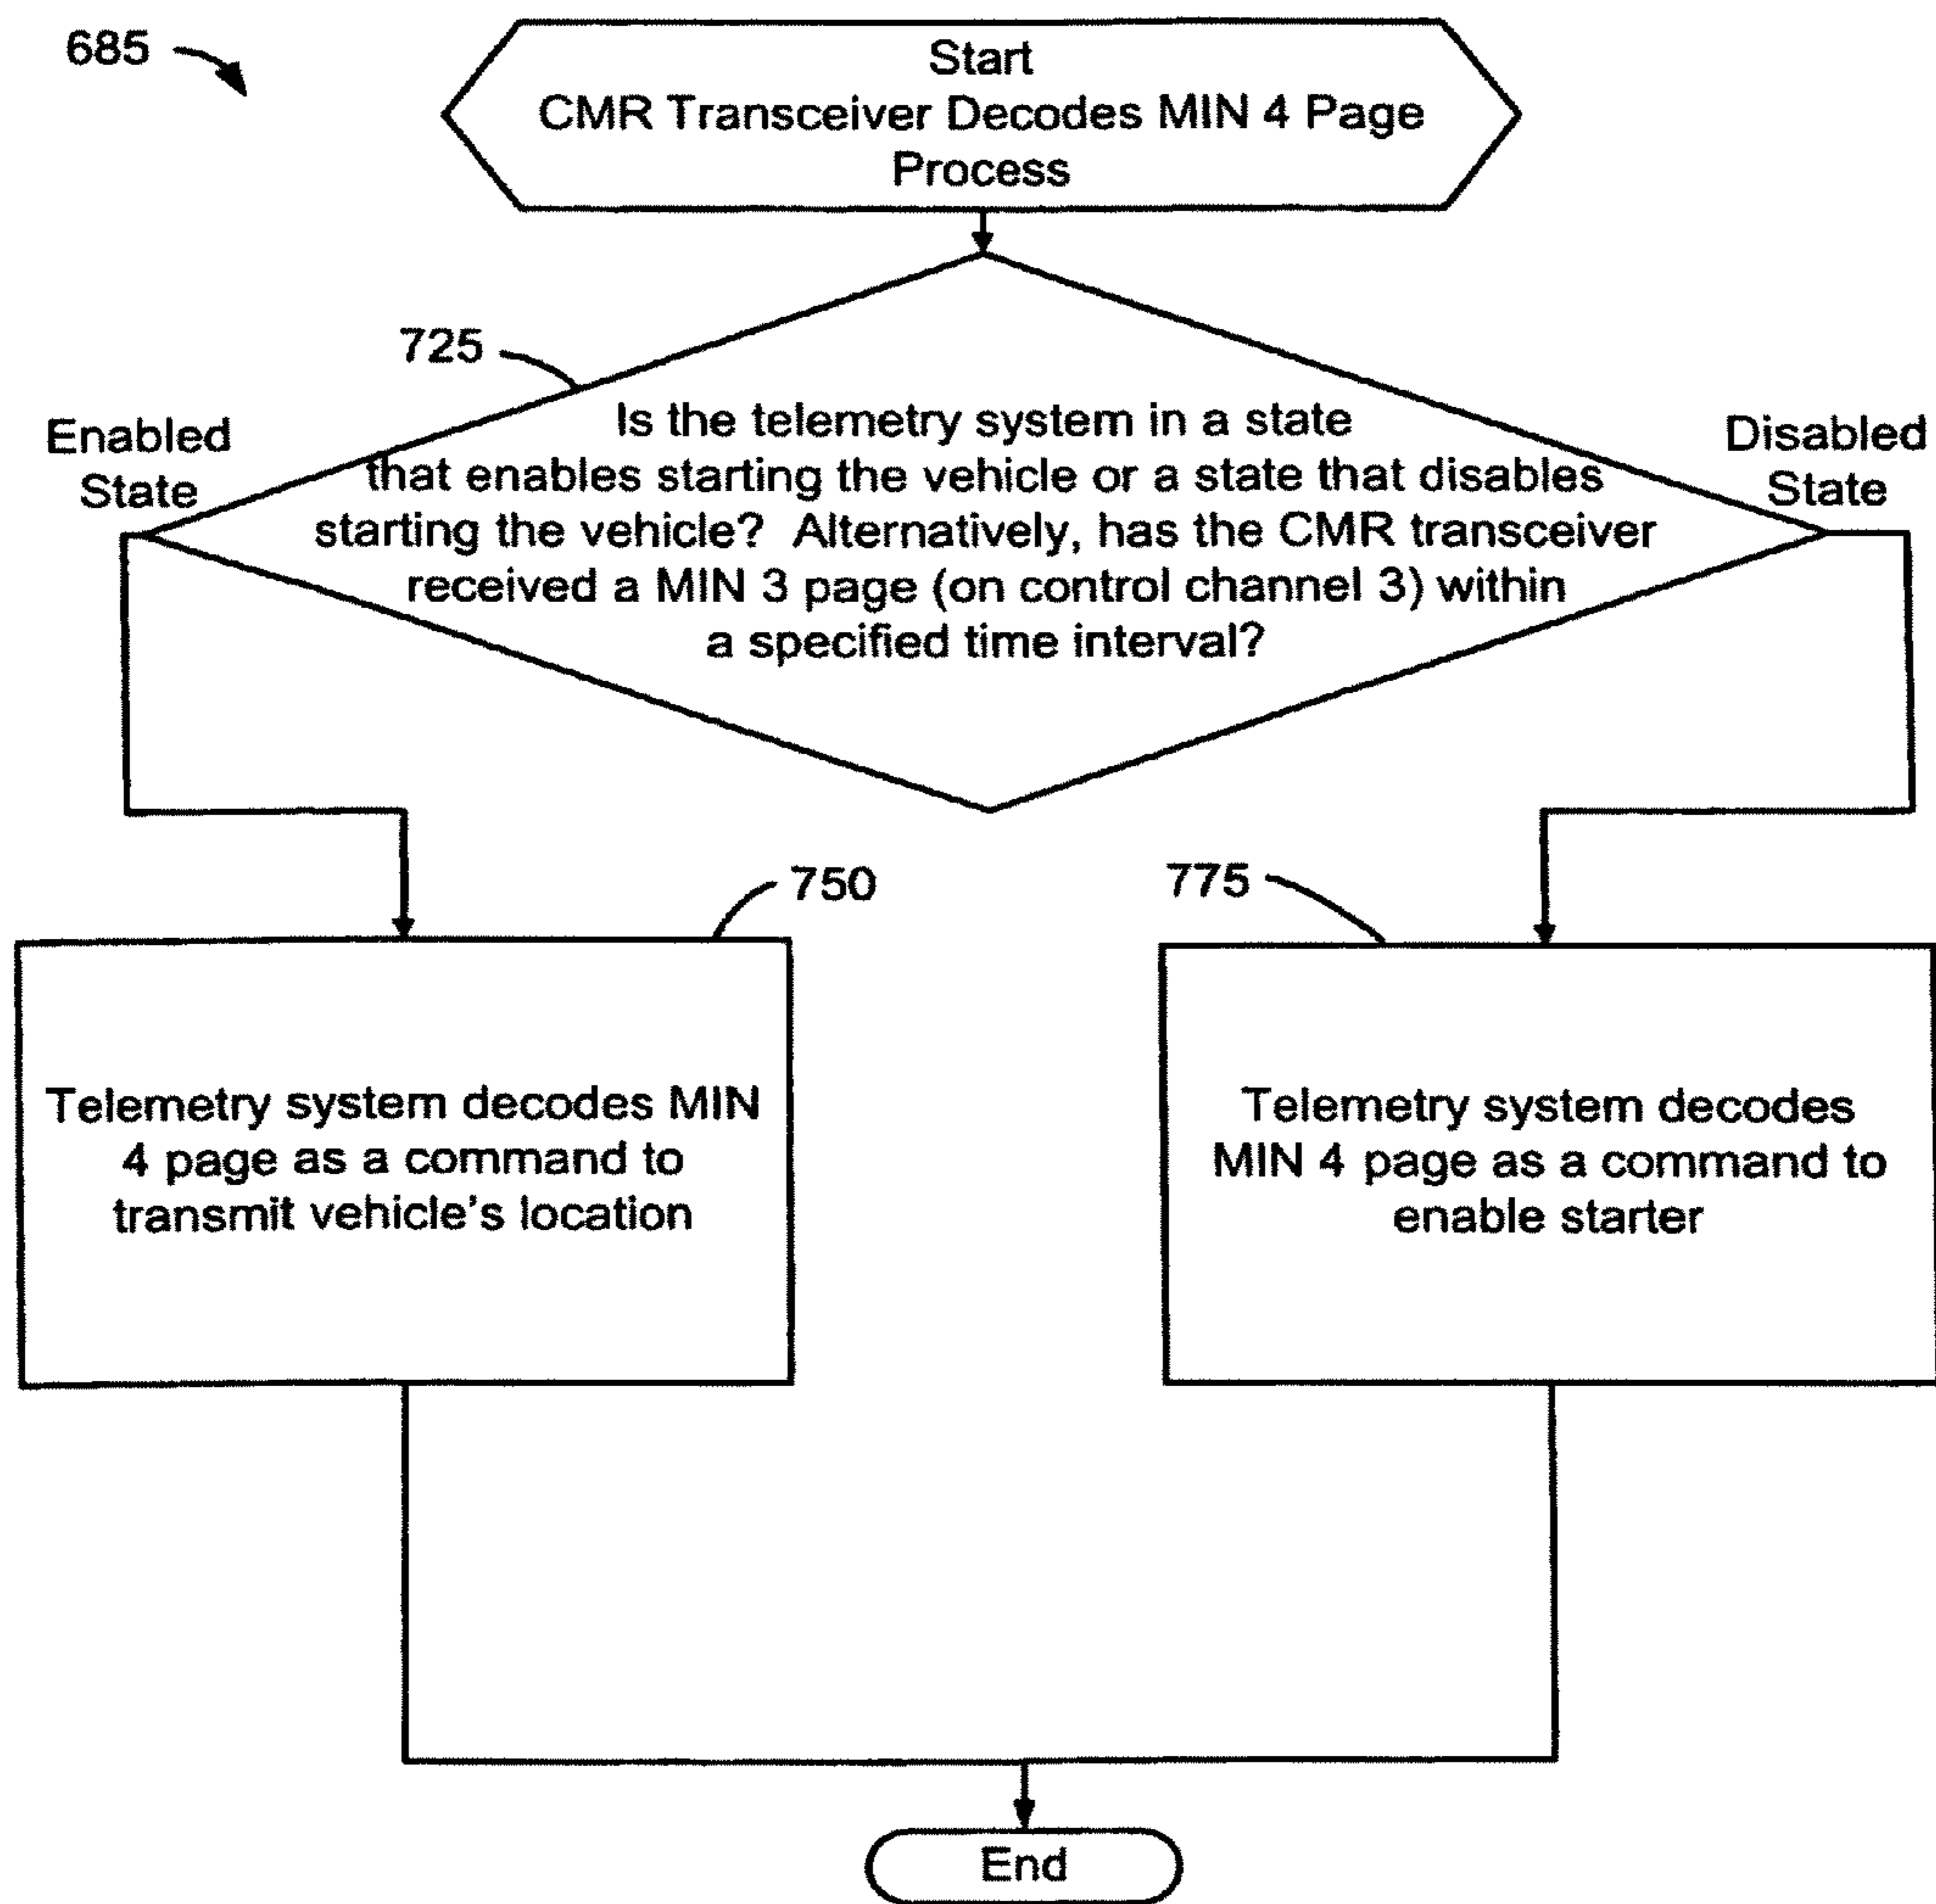 685
Start
CMR Transceiver Decodes MIN 4 Page
Process
725
Enabled
State
Disabled
State
Is the telemetry system in a state
that enables starting the vehicle or a state that disables
starting the vehicle? Alternatively, has the CMR transceiver
received a MIN 3 page (on control channel 3) within
a specified time interval?
750
775
Telemetry system decodes MIN
4 page as a command to
transmit vehicle's location
Telemetry system decodes
MIN 4 page as a command to
enable starter
End